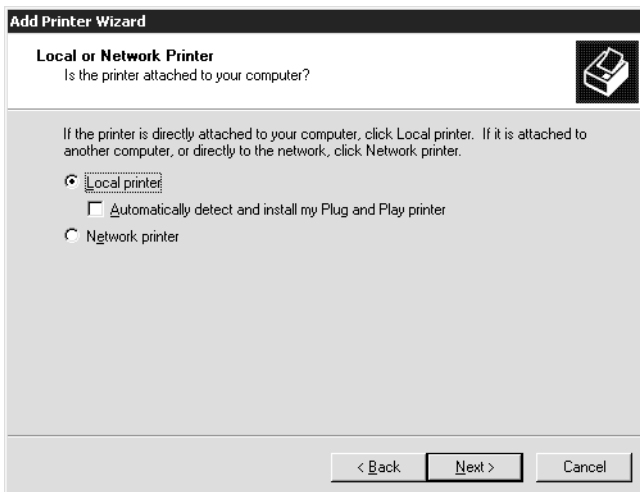 Add Printer Wizard
Local or Network Printer
Is the printer attached to your computer?
If the printer is directly attached to your computer, click Local printer. If it is attached to
another computer, or directly to the network, click Network printer.
Local printer
Automatically detect and install my Plug and Play printer
Network printer
< Back Next > Cancel